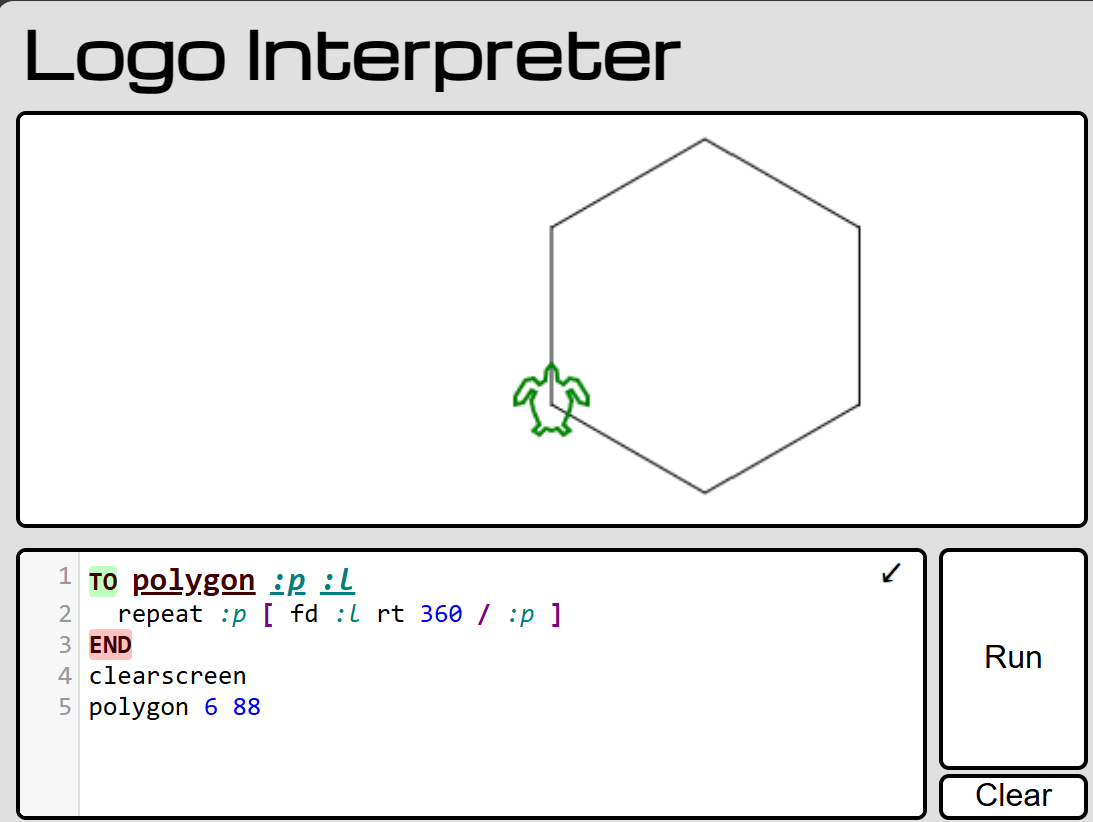 Logo Interpreter
1 TO polygon :p :l
2 repeat :p [ fd :l rt 360 / :p ]
3 END
4 clearscreen
5 polygon 6 88
Run
Clear